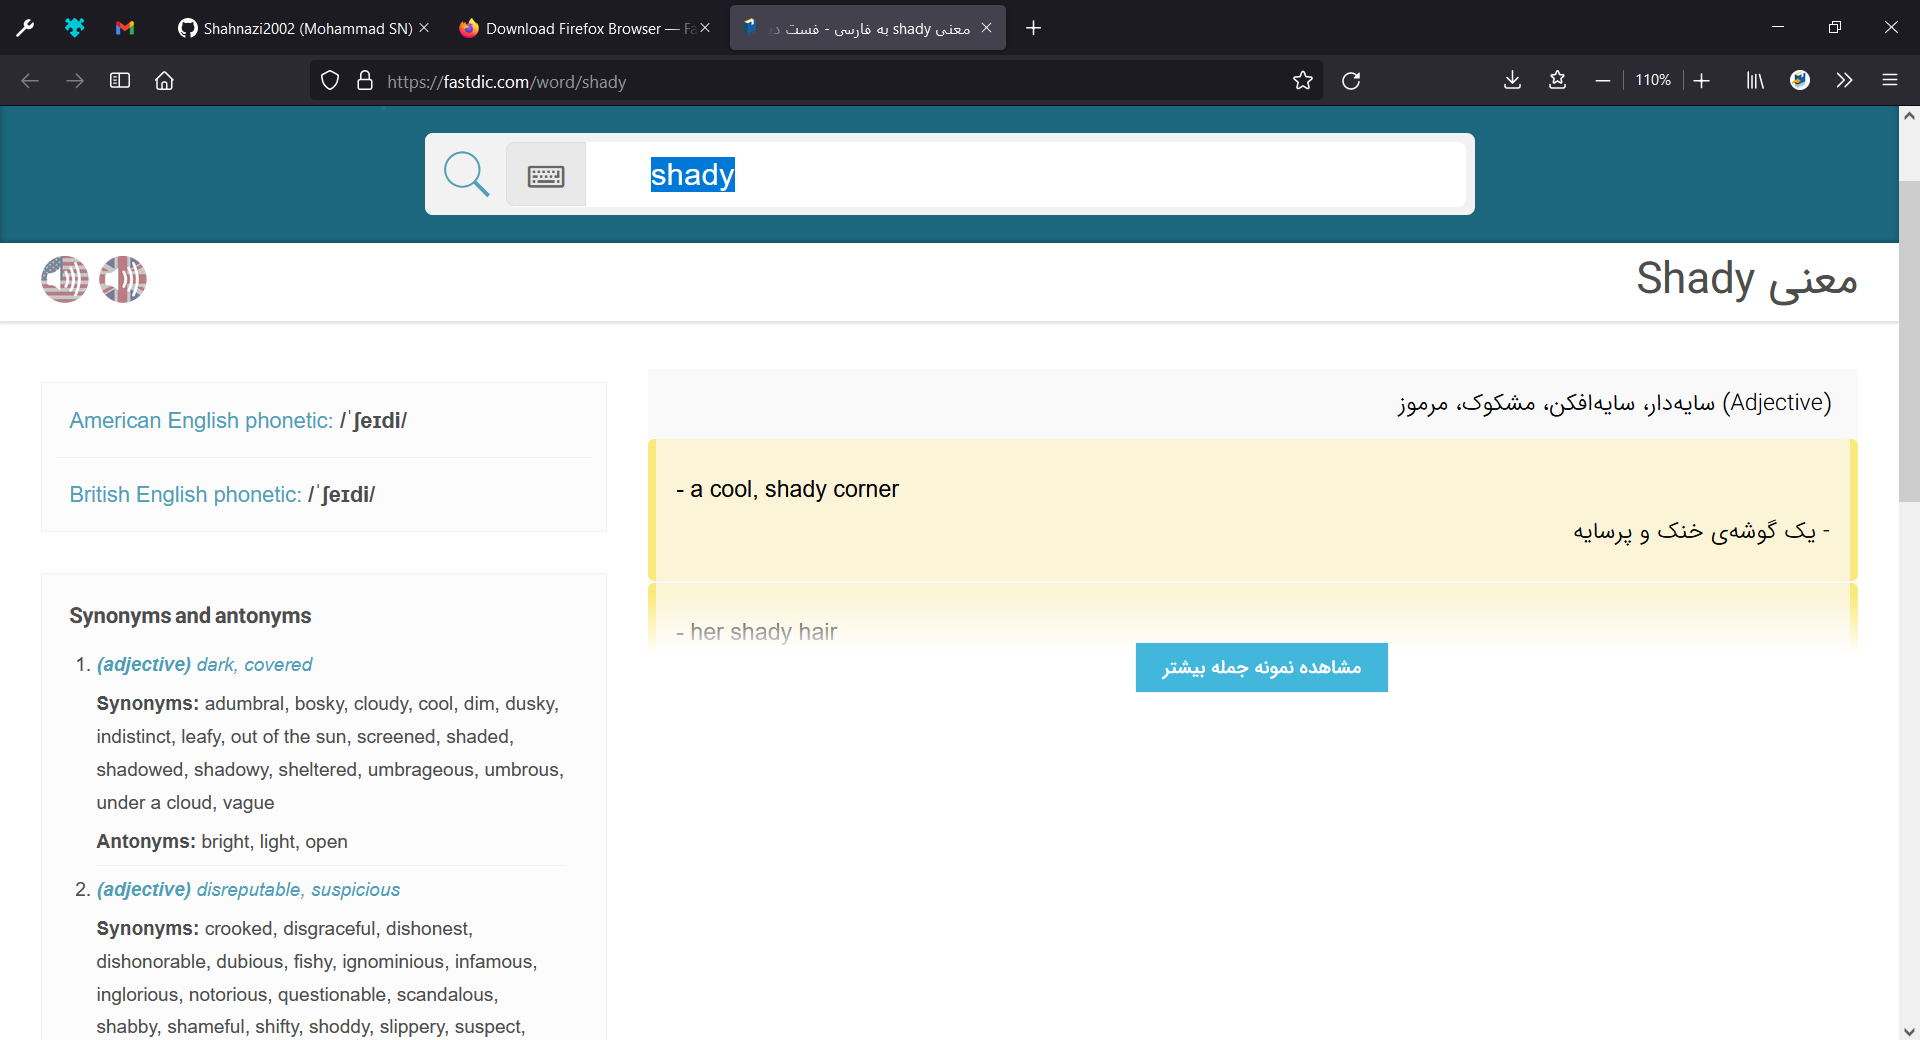 Shahnazi2002 (Mohammad SN)
Download Firefox Browser — Fa
معنی shady به فارسی - فست د
https://fastdic.com/word/shady
110%
shady
معنی Shady
American English phonetic: /ˈʃeɪdi/
British English phonetic: /ˈʃeɪdi/
Synonyms and antonyms
1. (adjective) dark, covered
Synonyms: adumbral, bosky, cloudy, cool, dim, dusky,
indistinct, leafy, out of the sun, screened, shaded,
shadowed, shadowy, sheltered, umbrageous, umbrous,
under a cloud, vague
Antonyms: bright, light, open
2. (adjective) disreputable, suspicious
Synonyms: crooked, disgraceful, dishonest,
dishonorable, dubious, fishy, ignominious, infamous,
inglorious, notorious, questionable, scandalous,
shabby, shameful, shifty, shoddy, slippery, suspect,
(Adjective) سایه‌دار، سایه‌افکن، مشکوک، مرموز
- a cool, shady corner
- یک گوشه‌ی خنک و پرسایه
- her shady hair
مشاهده نمونه جمله بیشتر